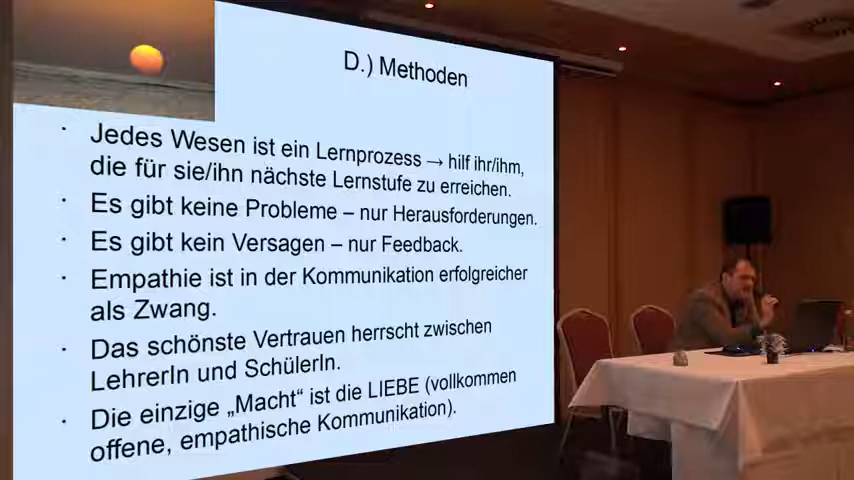 D.) Methoden
· Jedes Wesen ist ein Lernprozess → hilf ihr/ihm,
die für sie/ihn nächste Lernstufe zu erreichen.
· Es gibt keine Probleme – nur Herausforderungen.
· Es gibt kein Versagen – nur Feedback.
· Empathie ist in der Kommunikation erfolgreicher
als Zwang.
· Das schönste Vertrauen herrscht zwischen
LehrerIn und SchülerIn.
· Die einzige „Macht“ ist die LIEBE (vollkommen
offene, empathische Kommunikation).